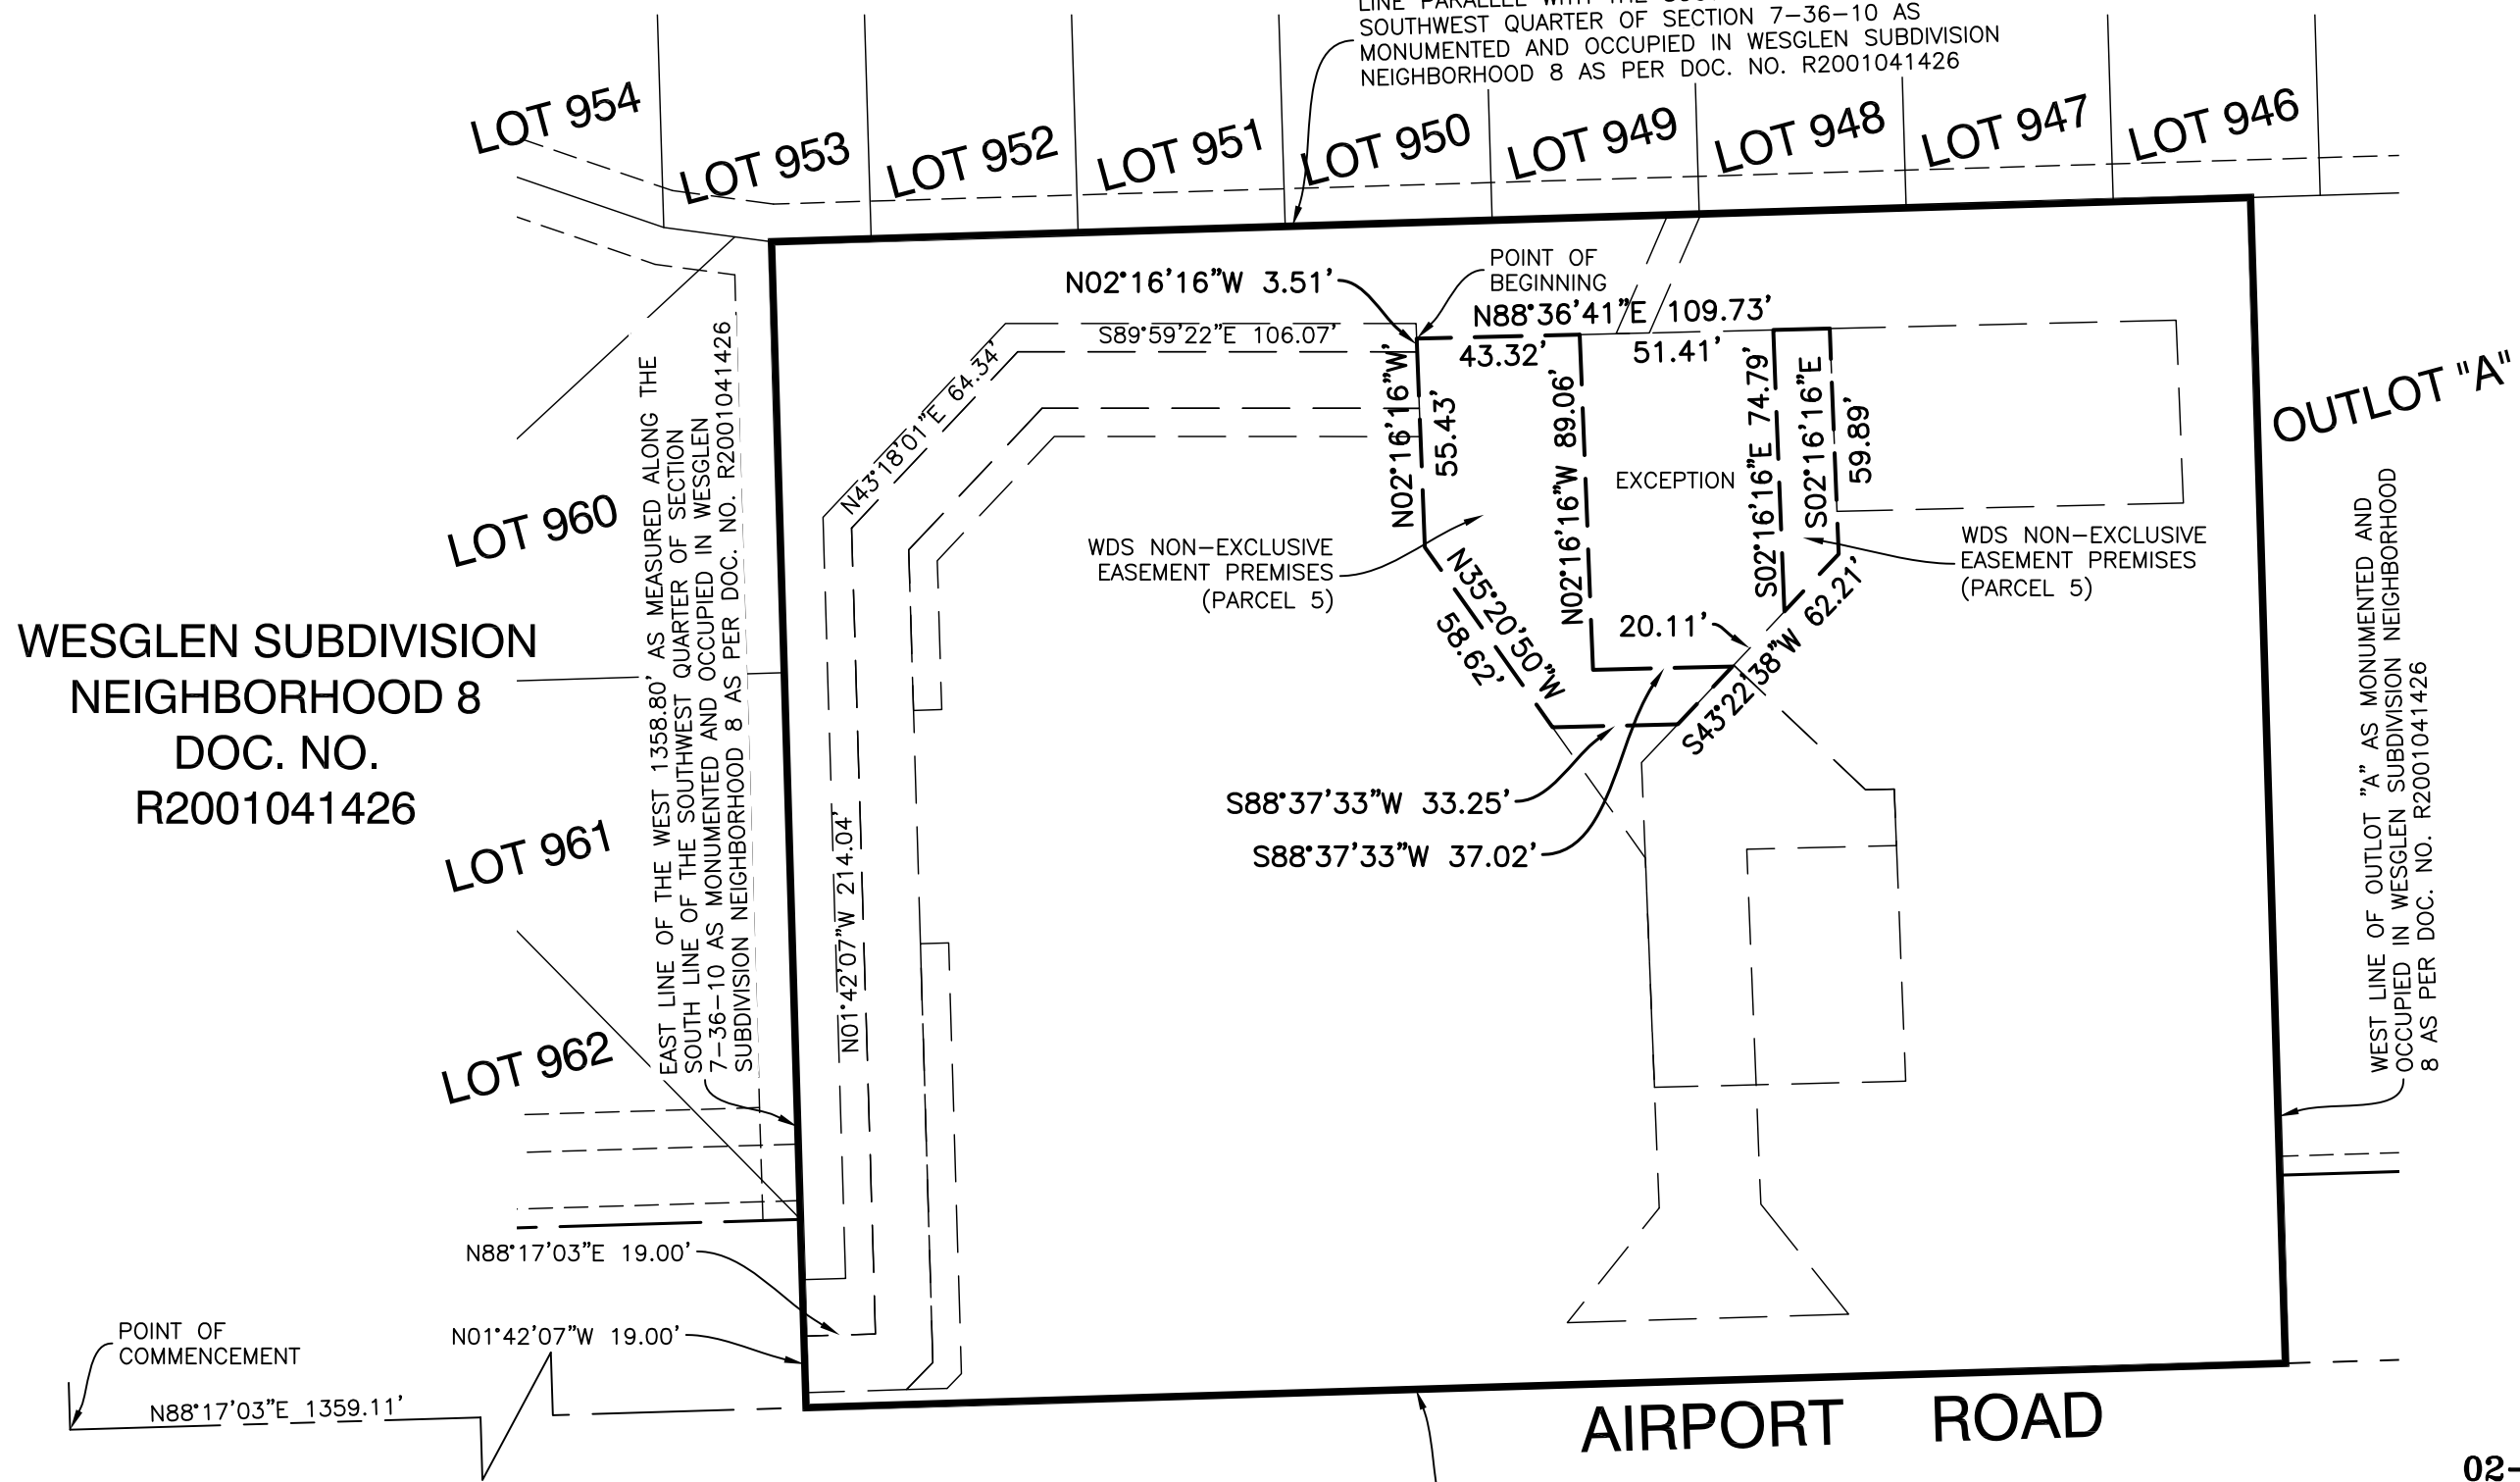 SOUTHWEST QUARTER OF SECTION 7-36-10 AS
MONUMENTED AND OCCUPIED IN WESGLEN SUBDIVISION
NEIGHBORHOOD 8 AS PER DOC. NO. R2001041426
LOT 954
LOT 953
LOT 952
LOT 951
LOT 950
LOT 949
LOT 948
LOT 947
LOT 946
POINT OF
BEGINNING
N02°16'16"W 3.51'
N88°36'41"E 109.73'
S89°59'22"E 106.07'
43.32'
51.41'
N43°18'01"E 64.34'
N02°16'16"W'
55.43'
N02°16'16"W 89.06'
EXCEPTION
S02°16'16"E 74.79'
S02°16'16"E
59.89'
OUTLOT "A"
LOT 960
WDS NON-EXCLUSIVE
EASEMENT PREMISES
(PARCEL 5)
WDS NON-EXCLUSIVE
EASEMENT PREMISES
(PARCEL 5)
N35°20'50"W
58.62'
20.11'
S43°22'38"W 62.21'
WESGLEN SUBDIVISION
NEIGHBORHOOD 8
DOC. NO.
R2001041426
EAST LINE OF THE WEST 1358.80' AS MEASURED ALONG THE
SOUTH LINE OF THE SOUTHWEST QUARTER OF SECTION
7-36-10 AS MONUMENTED AND OCCUPIED IN WESGLEN
SUBDIVISION NEIGHBORHOOD 8 AS PER DOC. NO. R2001041426
WEST LINE OF OUTLOT "A" AS MONUMENTED AND
OCCUPIED IN WESGLEN SUBDIVISION NEIGHBORHOOD
8 AS PER DOC. NO. R2001041426
S88°37'33"W 33.25'
S88°37'33"W 37.02'
LOT 961
N01°42'07"W 214.04'
LOT 962
N88°17'03"E 19.00'
N01°42'07"W 19.00'
POINT OF
COMMENCEMENT
N88°17'03"E 1359.11'
AIRPORT ROAD
02-